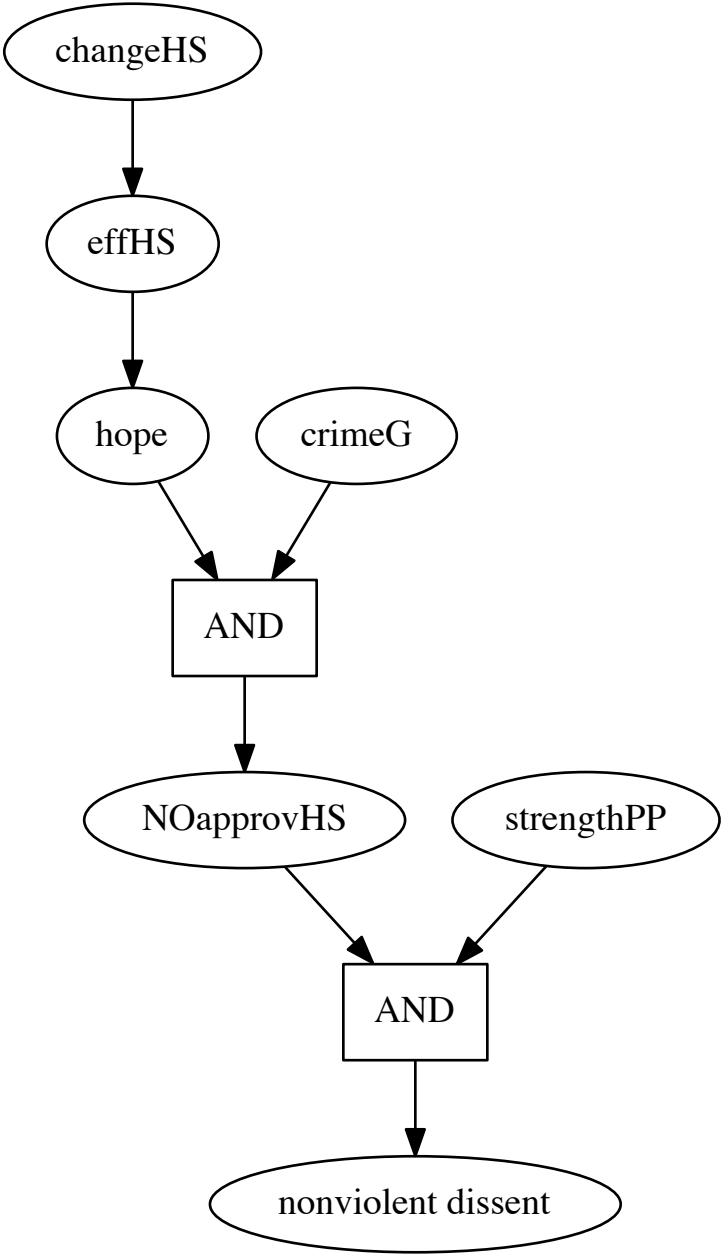 changeHS
effHS
hope
crimeG
AND
NOapprovHS
strengthPP
AND
nonviolent dissent